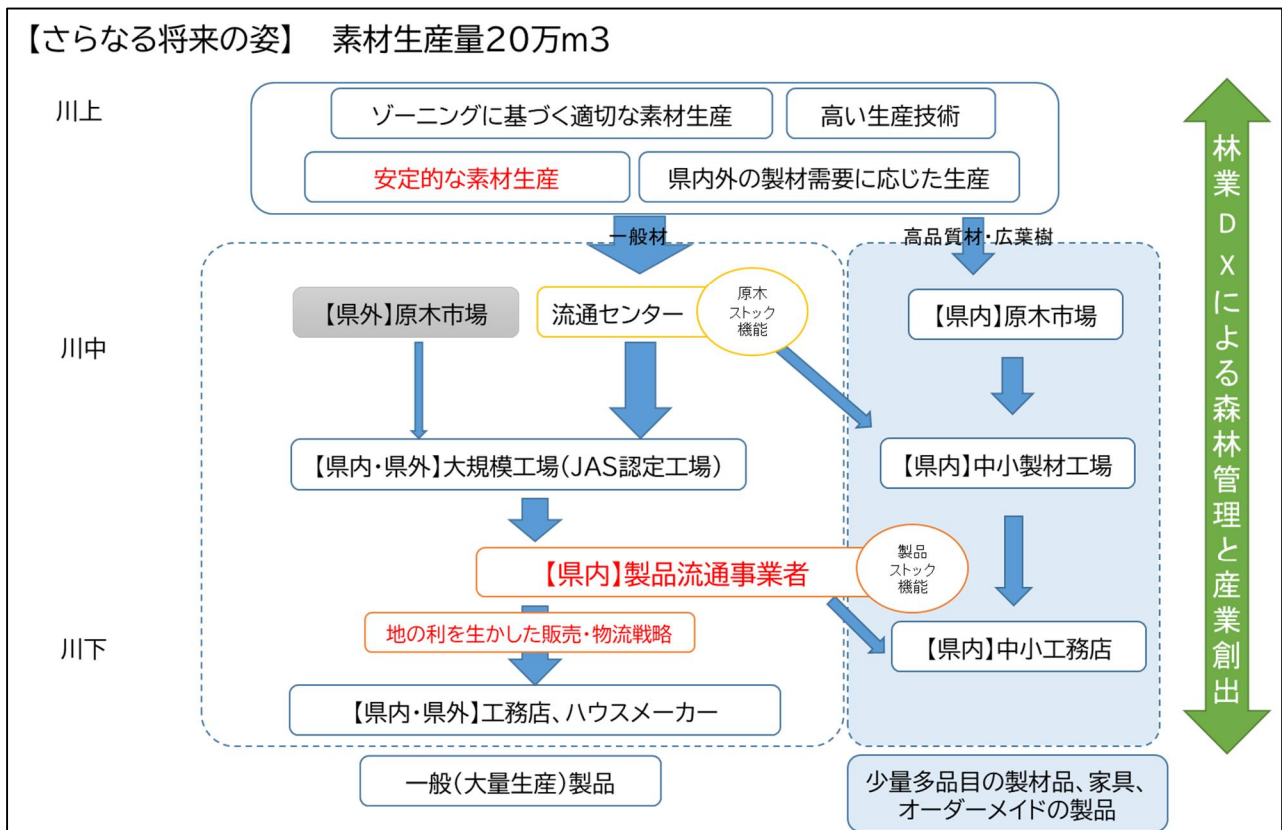 【さらなる将来の姿】　素材生産量20万m3
川上
ゾーニングに基づく適切な素材生産
高い生産技術
安定的な素材生産
県内外の製材需要に応じた生産
一般材
高品質材・広葉樹
川中
【県外】原木市場
流通センター
原木
ストック
機能
【県内】原木市場
【県内・県外】大規模工場(JAS認定工場)
【県内】中小製材工場
【県内】製品流通事業者
製品
ストック
機能
川下
地の利を生かした販売・物流戦略
【県内】中小工務店
【県内・県外】工務店、ハウスメーカー
一般(大量生産)製品
少量多品目の製材品、家具、
オーダーメイドの製品
林業DXによる森林管理と産業創出